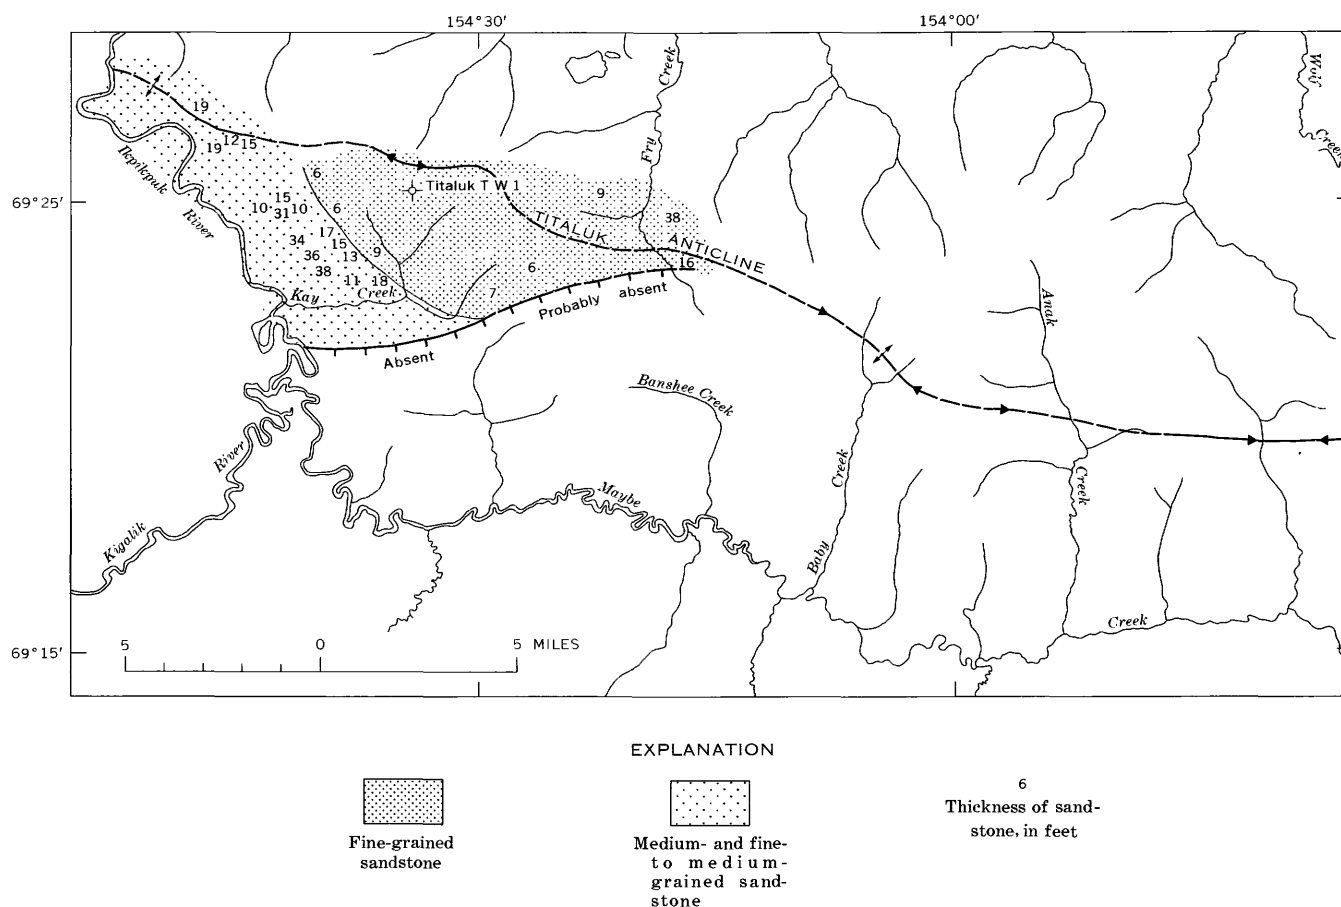 154°30′
154°00′
Creek
Wolf
Creek
19
12
15
19
Ikpikpuk
River
Fry
69°25′
6
Titaluk T W 1
9
15
10
31
10
6
38
17
34
15
TITALUK
ANTICLINE
36
13
9
38
6
16
11
18
Kay
Creek
7
Probably absent
Anak
Absent
Banshee Creek
River
Creek
Creek
Maybe
Kigalik
Baby
Creek
69°15′
5 0 5 MILES
EXPLANATION
Fine-grained
sandstone
Medium- and fine-
to medium-
grained sand-
stone
6
Thickness of sand-
stone, in feet